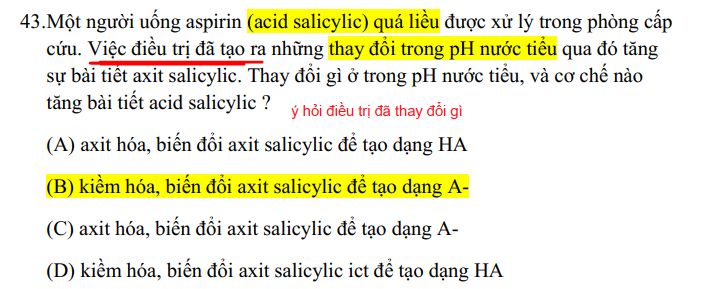 43.Một người uống aspirin (acid salicylic) quá liều được xử lý trong phòng cấp
cứu. Việc điều trị đã tạo ra những thay đổi trong pH nước tiểu qua đó tăng
sự bài tiết axit salicylic. Thay đổi gì ở trong pH nước tiểu, và cơ chế nào
tăng bài tiết acid salicylic ?
ý hỏi điều trị đã thay đổi gì
(A) axit hóa, biến đổi axit salicylic để tạo dạng HA
(B) kiềm hóa, biến đổi axit salicylic để tạo dạng A-
(C) axit hóa, biến đổi axit salicylic để tạo dạng A-
(D) kiềm hóa, biến đổi axit salicylic ict để tạo dạng HA